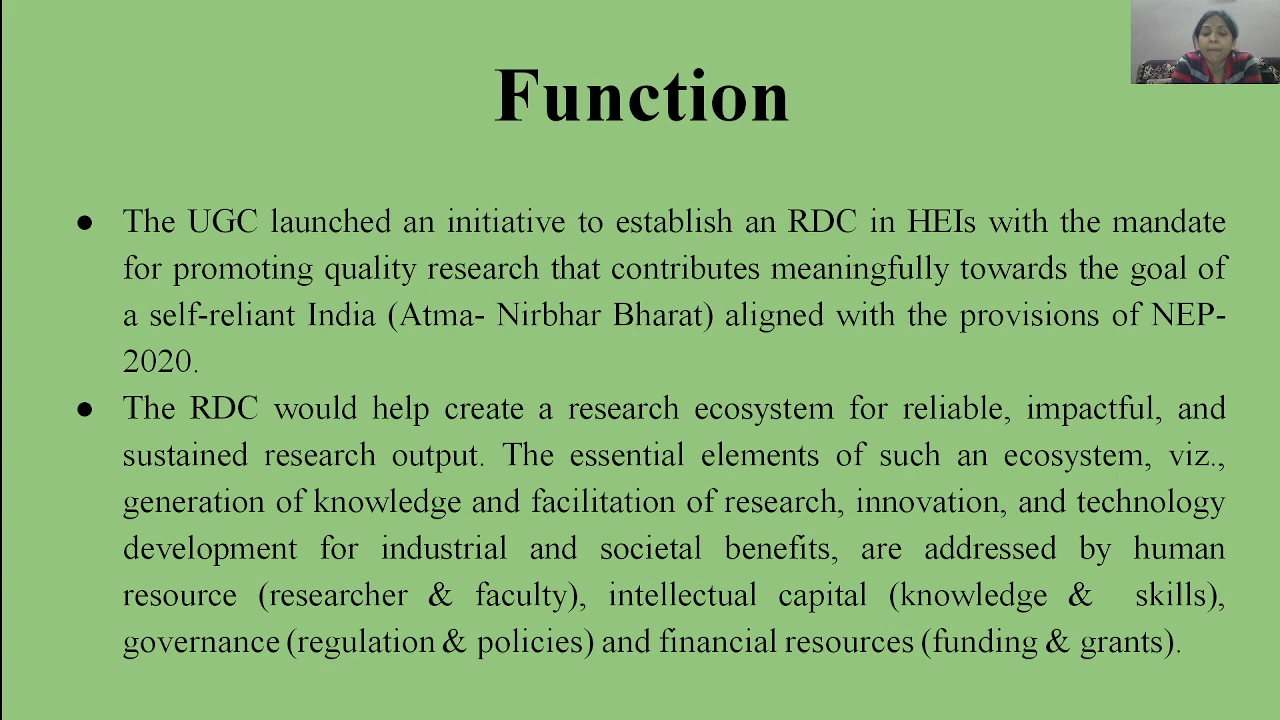 Function
● The UGC launched an initiative to establish an RDC in HEIs with the mandate
for promoting quality research that contributes meaningfully towards the goal of
a self-reliant India (Atma- Nirbhar Bharat) aligned with the provisions of NEP-
2020.
● The RDC would help create a research ecosystem for reliable, impactful, and
sustained research output. The essential elements of such an ecosystem, viz.,
generation of knowledge and facilitation of research, innovation, and technology
development for industrial and societal benefits, are addressed by human
resource (researcher & faculty), intellectual capital (knowledge & skills),
governance (regulation & policies) and financial resources (funding & grants).